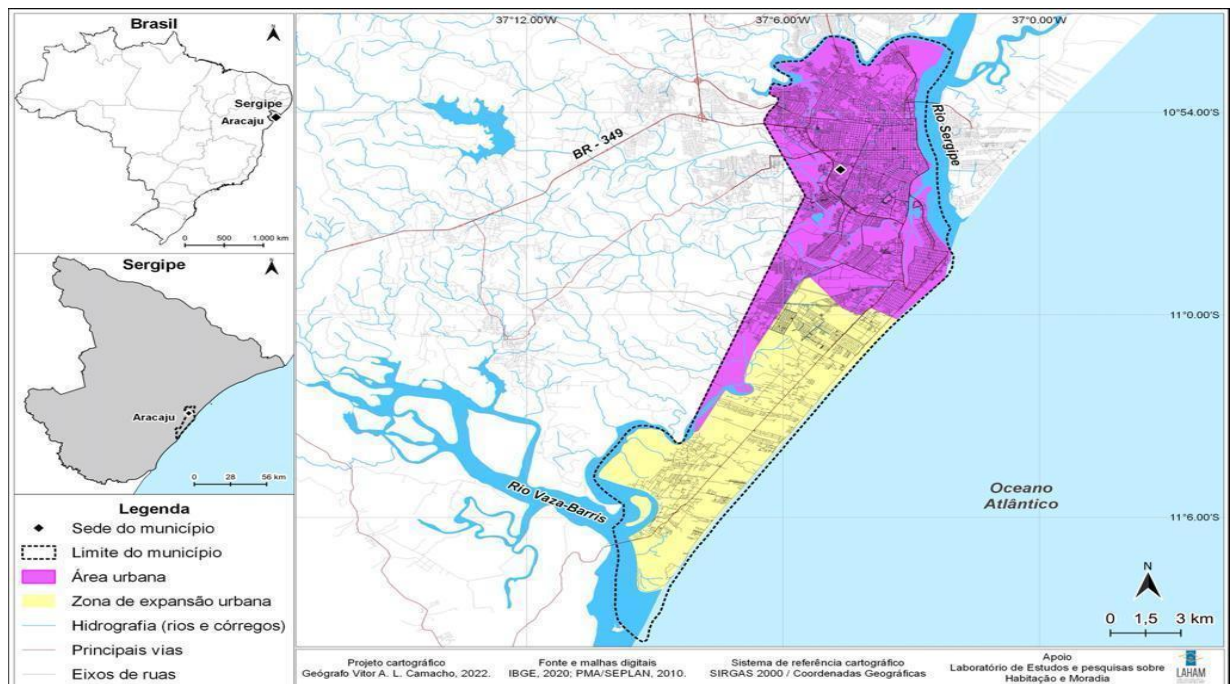 Brasil
Sergipe
Aracaju
0 500 1.000 km
Sergipe
Aracaju
0 28 56 km
Legenda
Sede do município
Limite do município
Área urbana
Zona de expansão urbana
Hidrografia (rios e córregos)
Principais vias
Eixos de ruas
37°12.00'W 37°6.00'W 37°0.00'W
10°54.00'S
11°0.00'S
11°6.00'S
BR - 349
Rio Sergipe
Rio Vaza-Barris
Oceano
Atlântico
N
0 1,5 3 km
Projeto cartográfico
Geógrafo Vitor A. L. Camacho, 2022.
Fonte e malhas digitais
IBGE, 2020; PMA/SEPLAN, 2010.
Sistema de referência cartográfico
SIRGAS 2000 / Coordenadas Geográficas
Apoio
Laboratório de Estudos e pesquisas sobre
Habitação e Moradia
LAHAM